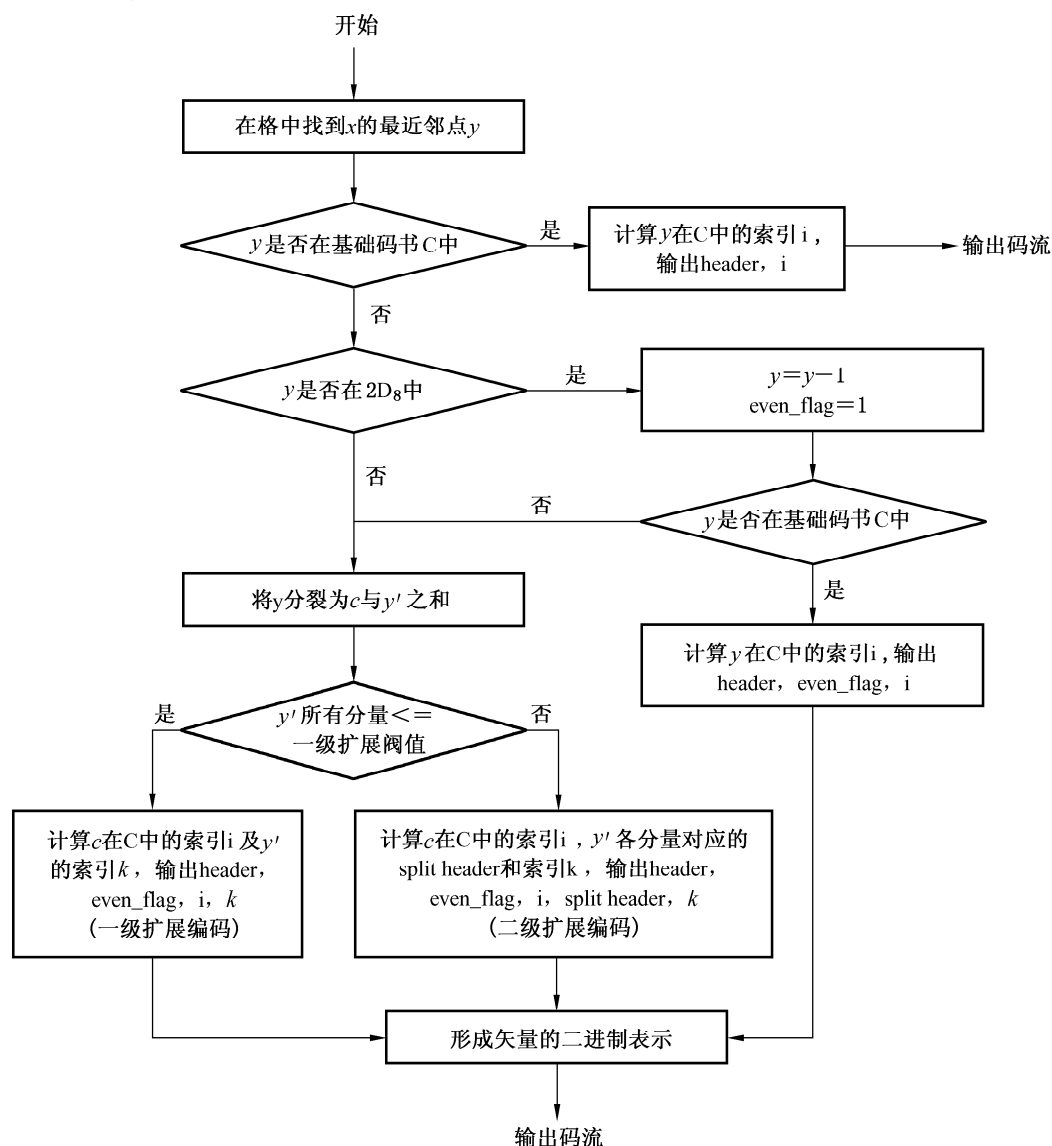 开始
在格中找到x的最近邻点y
y是否在基础码书C中
是
计算y在C中的索引i,
输出header, i
输出码流
否
y是否在2D₈中
是
y=y-1
even_flag=1
否
否
y是否在基础码书C中
是
将y分裂为c与y′之和
计算y在C中的索引i,输出
header, even_flag, i
是
y′所有分量<=
一级扩展阀值
否
计算c在C中的索引i及y′
的索引k, 输出header,
even_flag, i, k
(一级扩展编码)
计算c在C中的索引i, y′各分量对应的
split header和索引k, 输出header,
even_flag, i, split header, k
(二级扩展编码)
形成矢量的二进制表示
输出码流